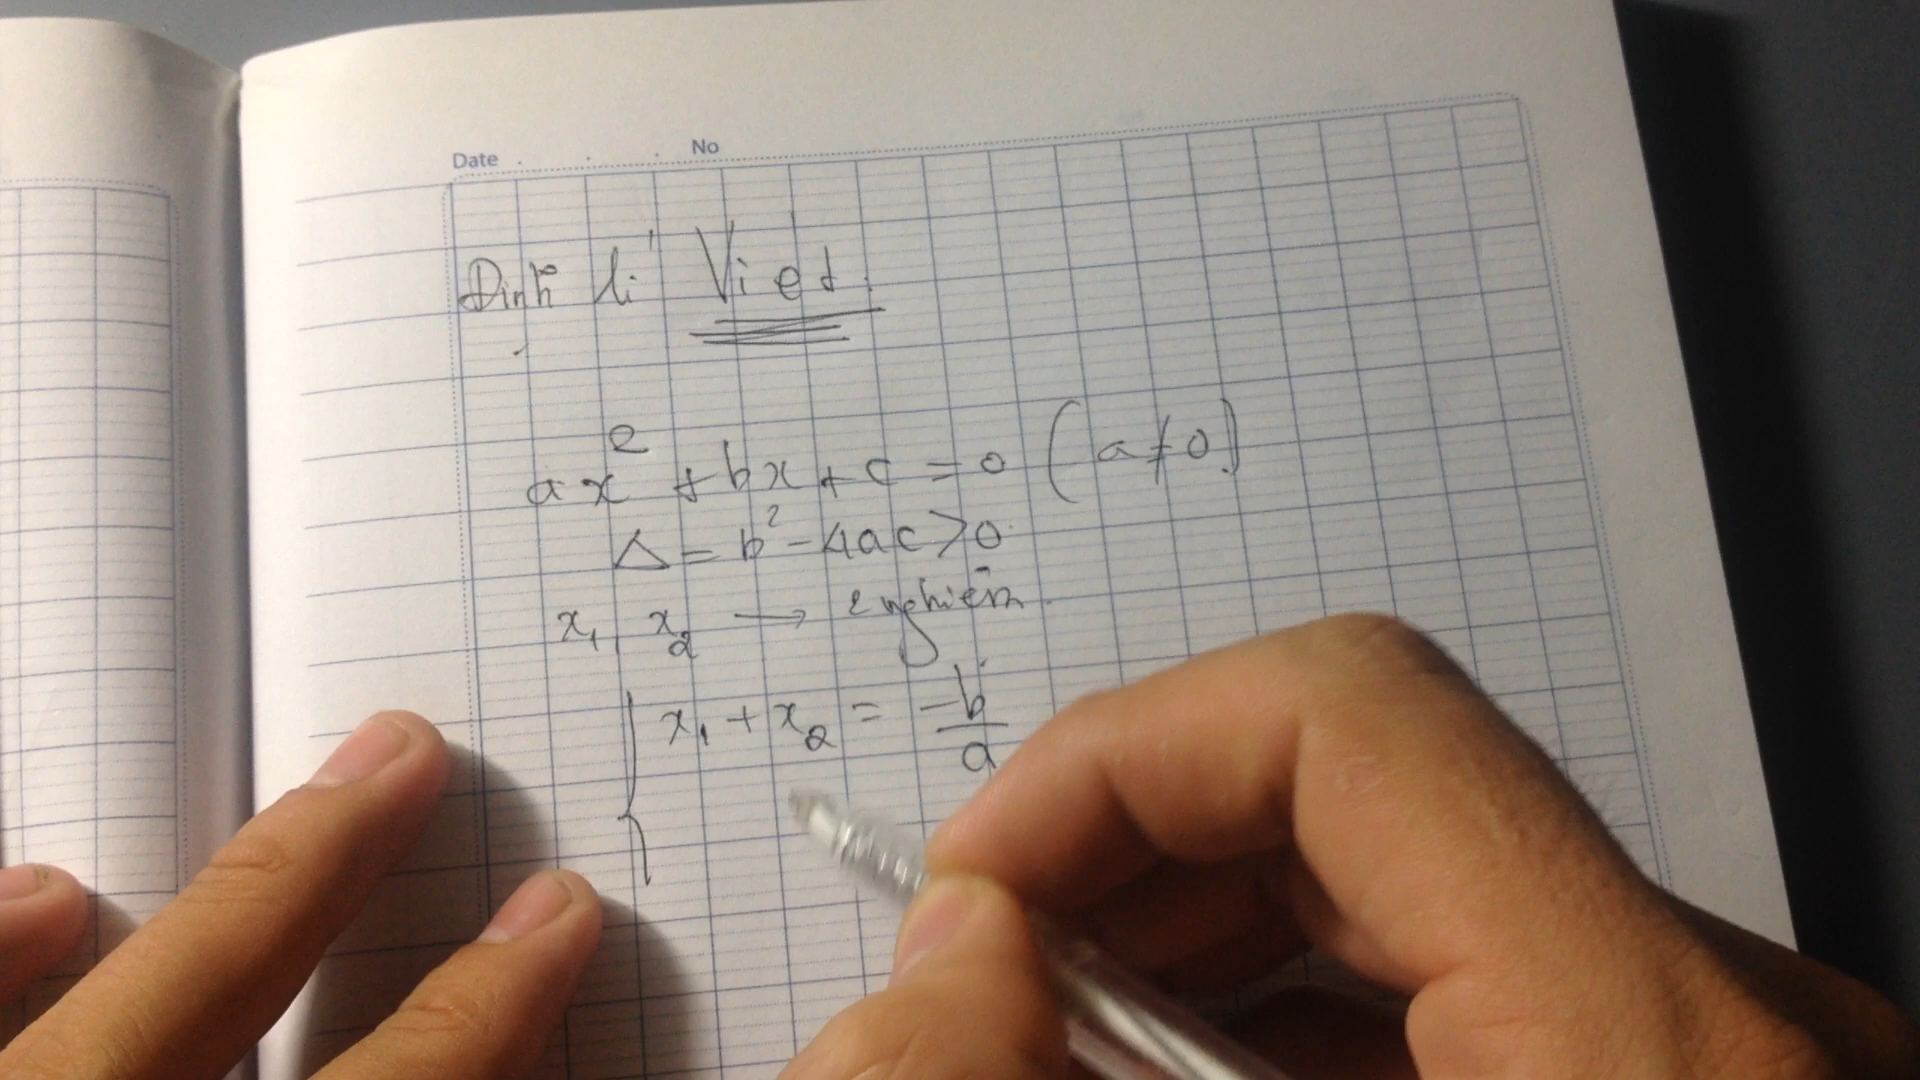 Date . . . No
Định lí Viet.
ax² + bx + c = 0 (a ≠ 0)
Δ = b² - 4ac > 0
x₁, x₂ → 2 nghiệm.
{ x₁ + x₂ = -b/a